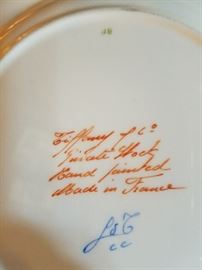 Tiffany & Co
Private Stock
Hand painted
Made in France